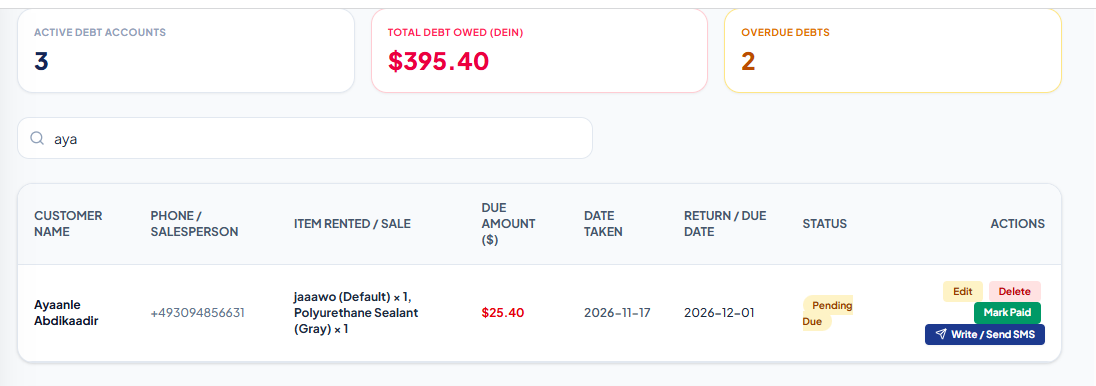 ACTIVE DEBT ACCOUNTS
3
TOTAL DEBT OWED (DEIN)
$395.40
OVERDUE DEBTS
2
aya
CUSTOMER
NAME
PHONE /
SALESPERSON
ITEM RENTED / SALE
DUE
AMOUNT
($)
DATE
TAKEN
RETURN / DUE
DATE
STATUS
ACTIONS
Ayaanle
Abdikaadir
+493094856631
jaaawo (Default) × 1,
Polyurethane Sealant
(Gray) × 1
$25.40
2026-11-17
2026-12-01
Pending
Due
Edit
Delete
Mark Paid
Write / Send SMS